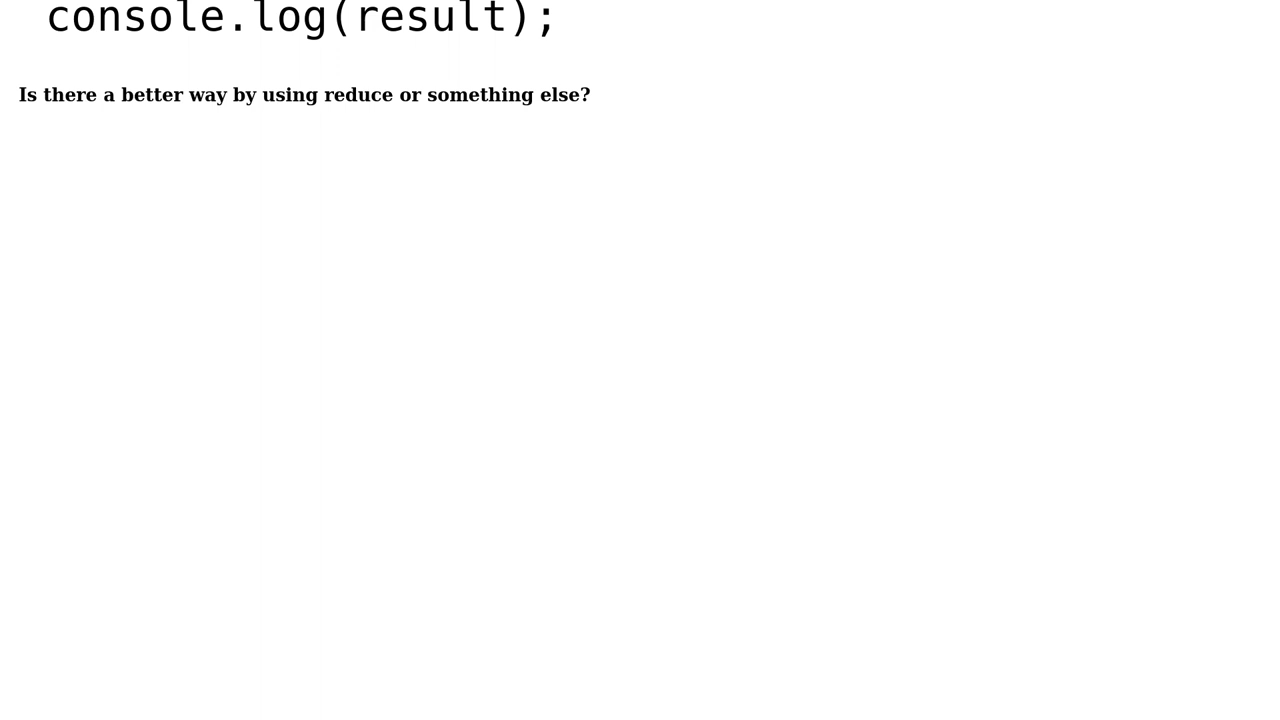 console.log(result);
Is there a better way by using reduce or something else?